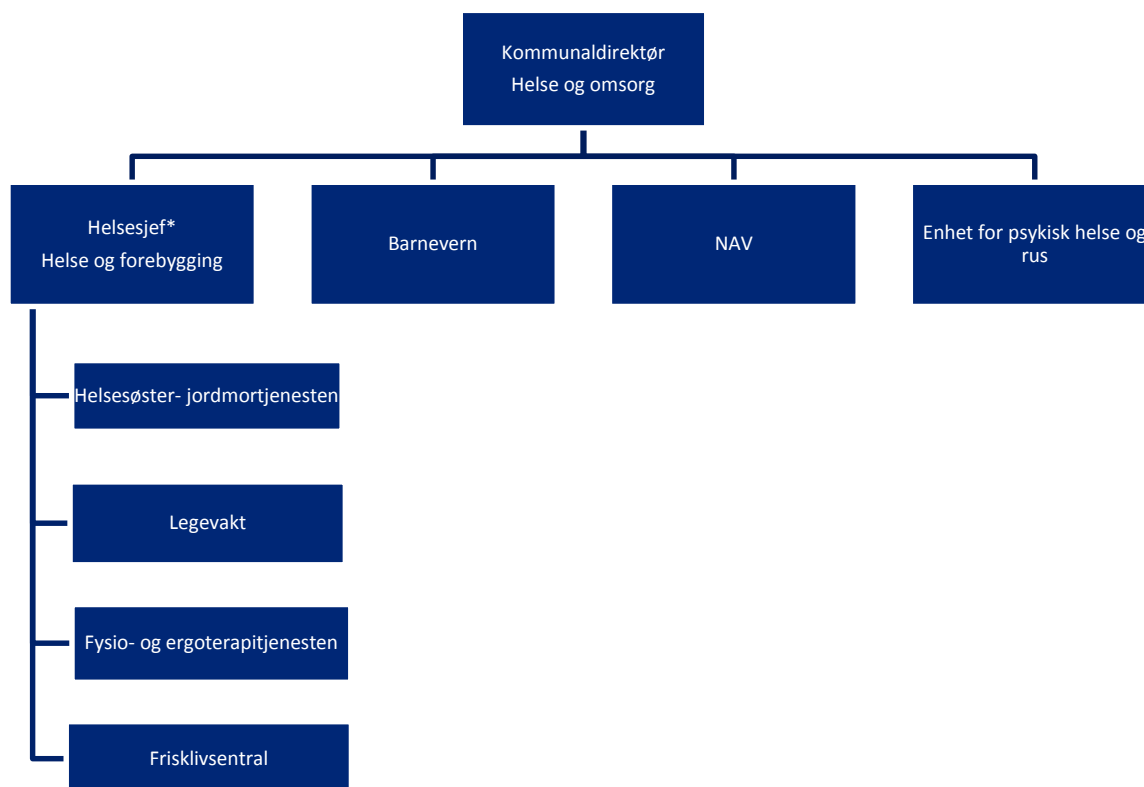 Kommunaldirektør
Helse og omsorg
Helsesjef*
Helse og forebygging
Barnevern
NAV
Enhet for psykisk helse og
rus
Helsesøster- jordmortjenesten
Legevakt
Fysio- og ergoterapitjenesten
Frisklivsentral